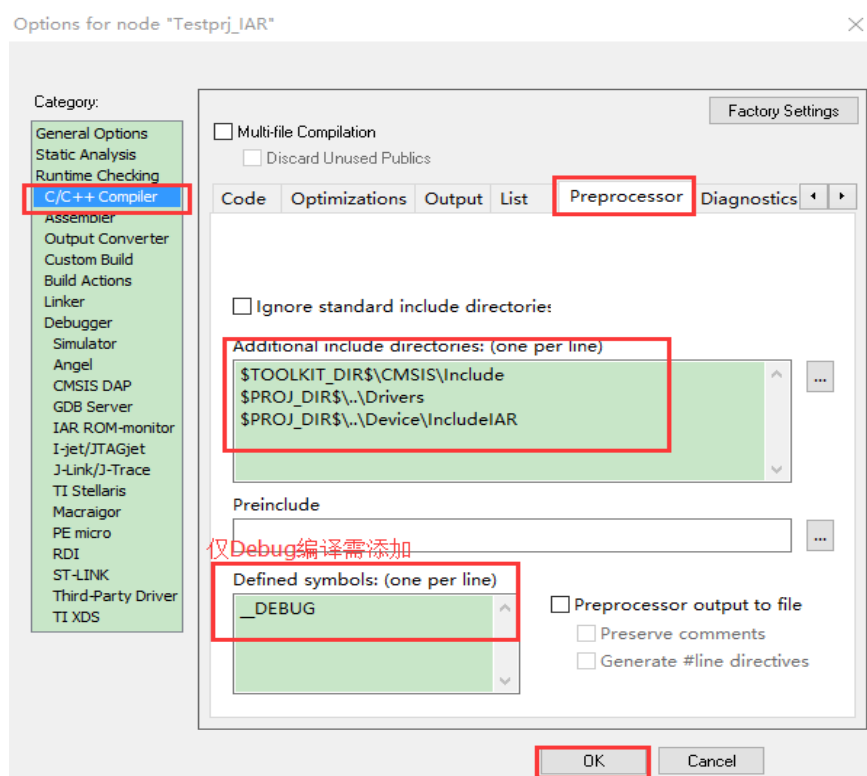 Options for node "Testprj_IAR"
Category:
General Options
Static Analysis
Runtime Checking
C/C++ Compiler
Assembler
Output Converter
Custom Build
Build Actions
Linker
Debugger
Simulator
Angel
CMSIS DAP
GDB Server
IAR ROM-monitor
I-jet/JTAGjet
J-Link/J-Trace
TI Stellaris
Macraigor
PE micro
RDI
ST-LINK
Third-Party Driver
TI XDS
Factory Settings
Multi-file Compilation
Discard Unused Publics
Code Optimizations Output List Preprocessor Diagnostics
Ignore standard include directories
Additional include directories: (one per line)
$TOOLKIT_DIR$\CMSIS\Include
$PROJ_DIR$\..\Drivers
$PROJ_DIR$\..\Device\IncludeIAR
...
Preinclude
...
仅Debug编译需添加
Defined symbols: (one per line)
__DEBUG
Preprocessor output to file
Preserve comments
Generate #line directives
OK Cancel